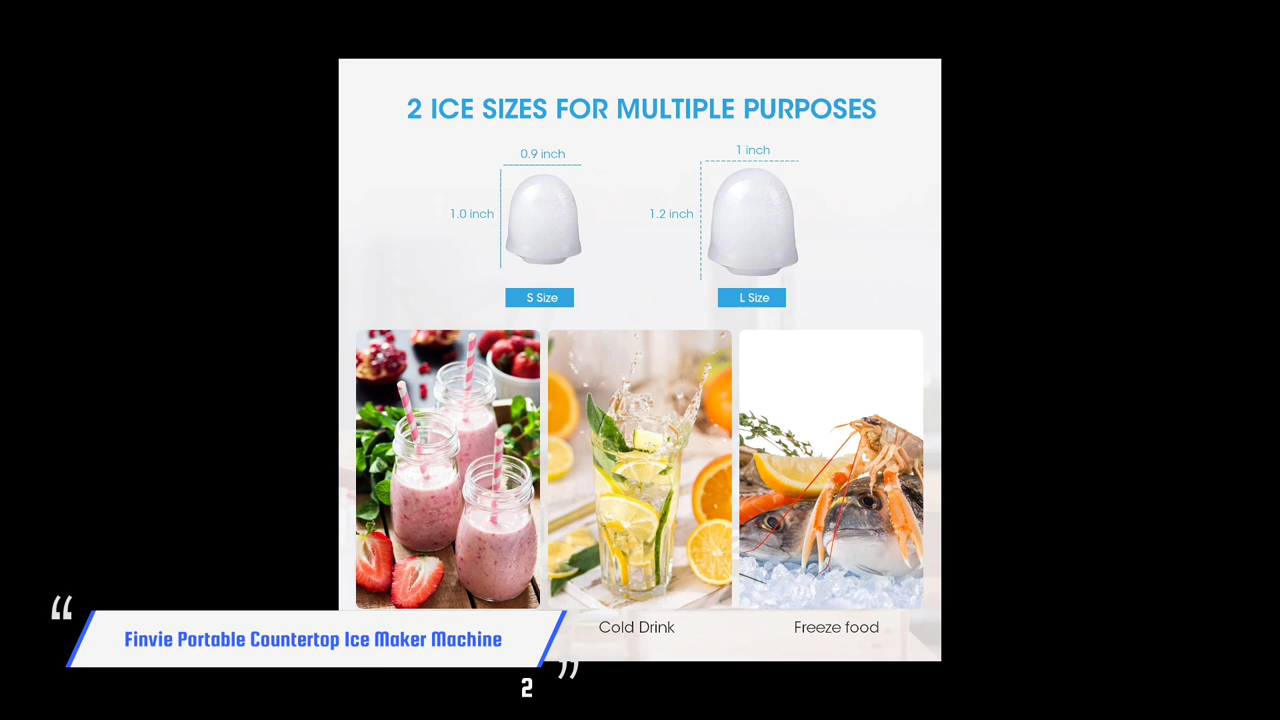 2 ICE SIZES FOR MULTIPLE PURPOSES
0.9 inch
1 inch
1.0 inch
1.2 inch
S Size
L Size
Cold Drink
Freeze food
“
Finvie Portable Countertop Ice Maker Machine
”
2